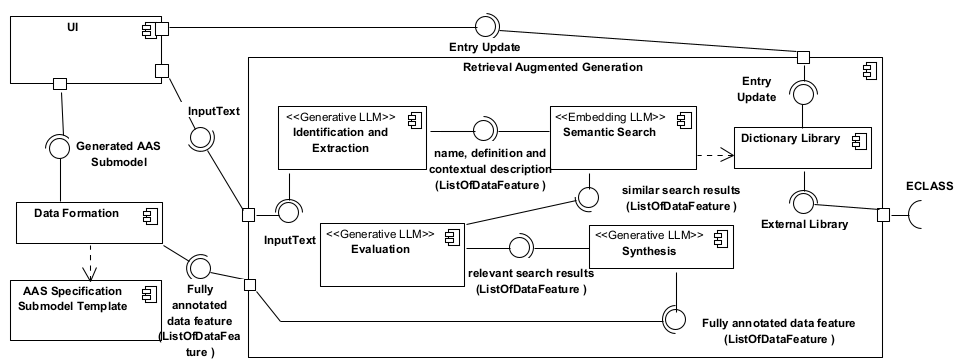 UI
Entry Update
Retrieval Augmented Generation
InputText
Entry
Update
<<Generative LLM>>
Identification and
Extraction
<<Embedding LLM>>
Semantic Search
Dictionary Library
Generated AAS
Submodel
name, definition and
contextual description
(ListOfDataFeature )
similar search results
(ListOfDataFeature )
ECLASS
External Library
Data Formation
InputText
<<Generative LLM>>
Evaluation
<<Generative LLM>>
Synthesis
relevant search results
(ListOfDataFeature )
AAS Specification
Submodel Template
Fully
annotated
data feature
(ListOfDataFea
ture )
Fully annotated data feature
(ListOfDataFeature )